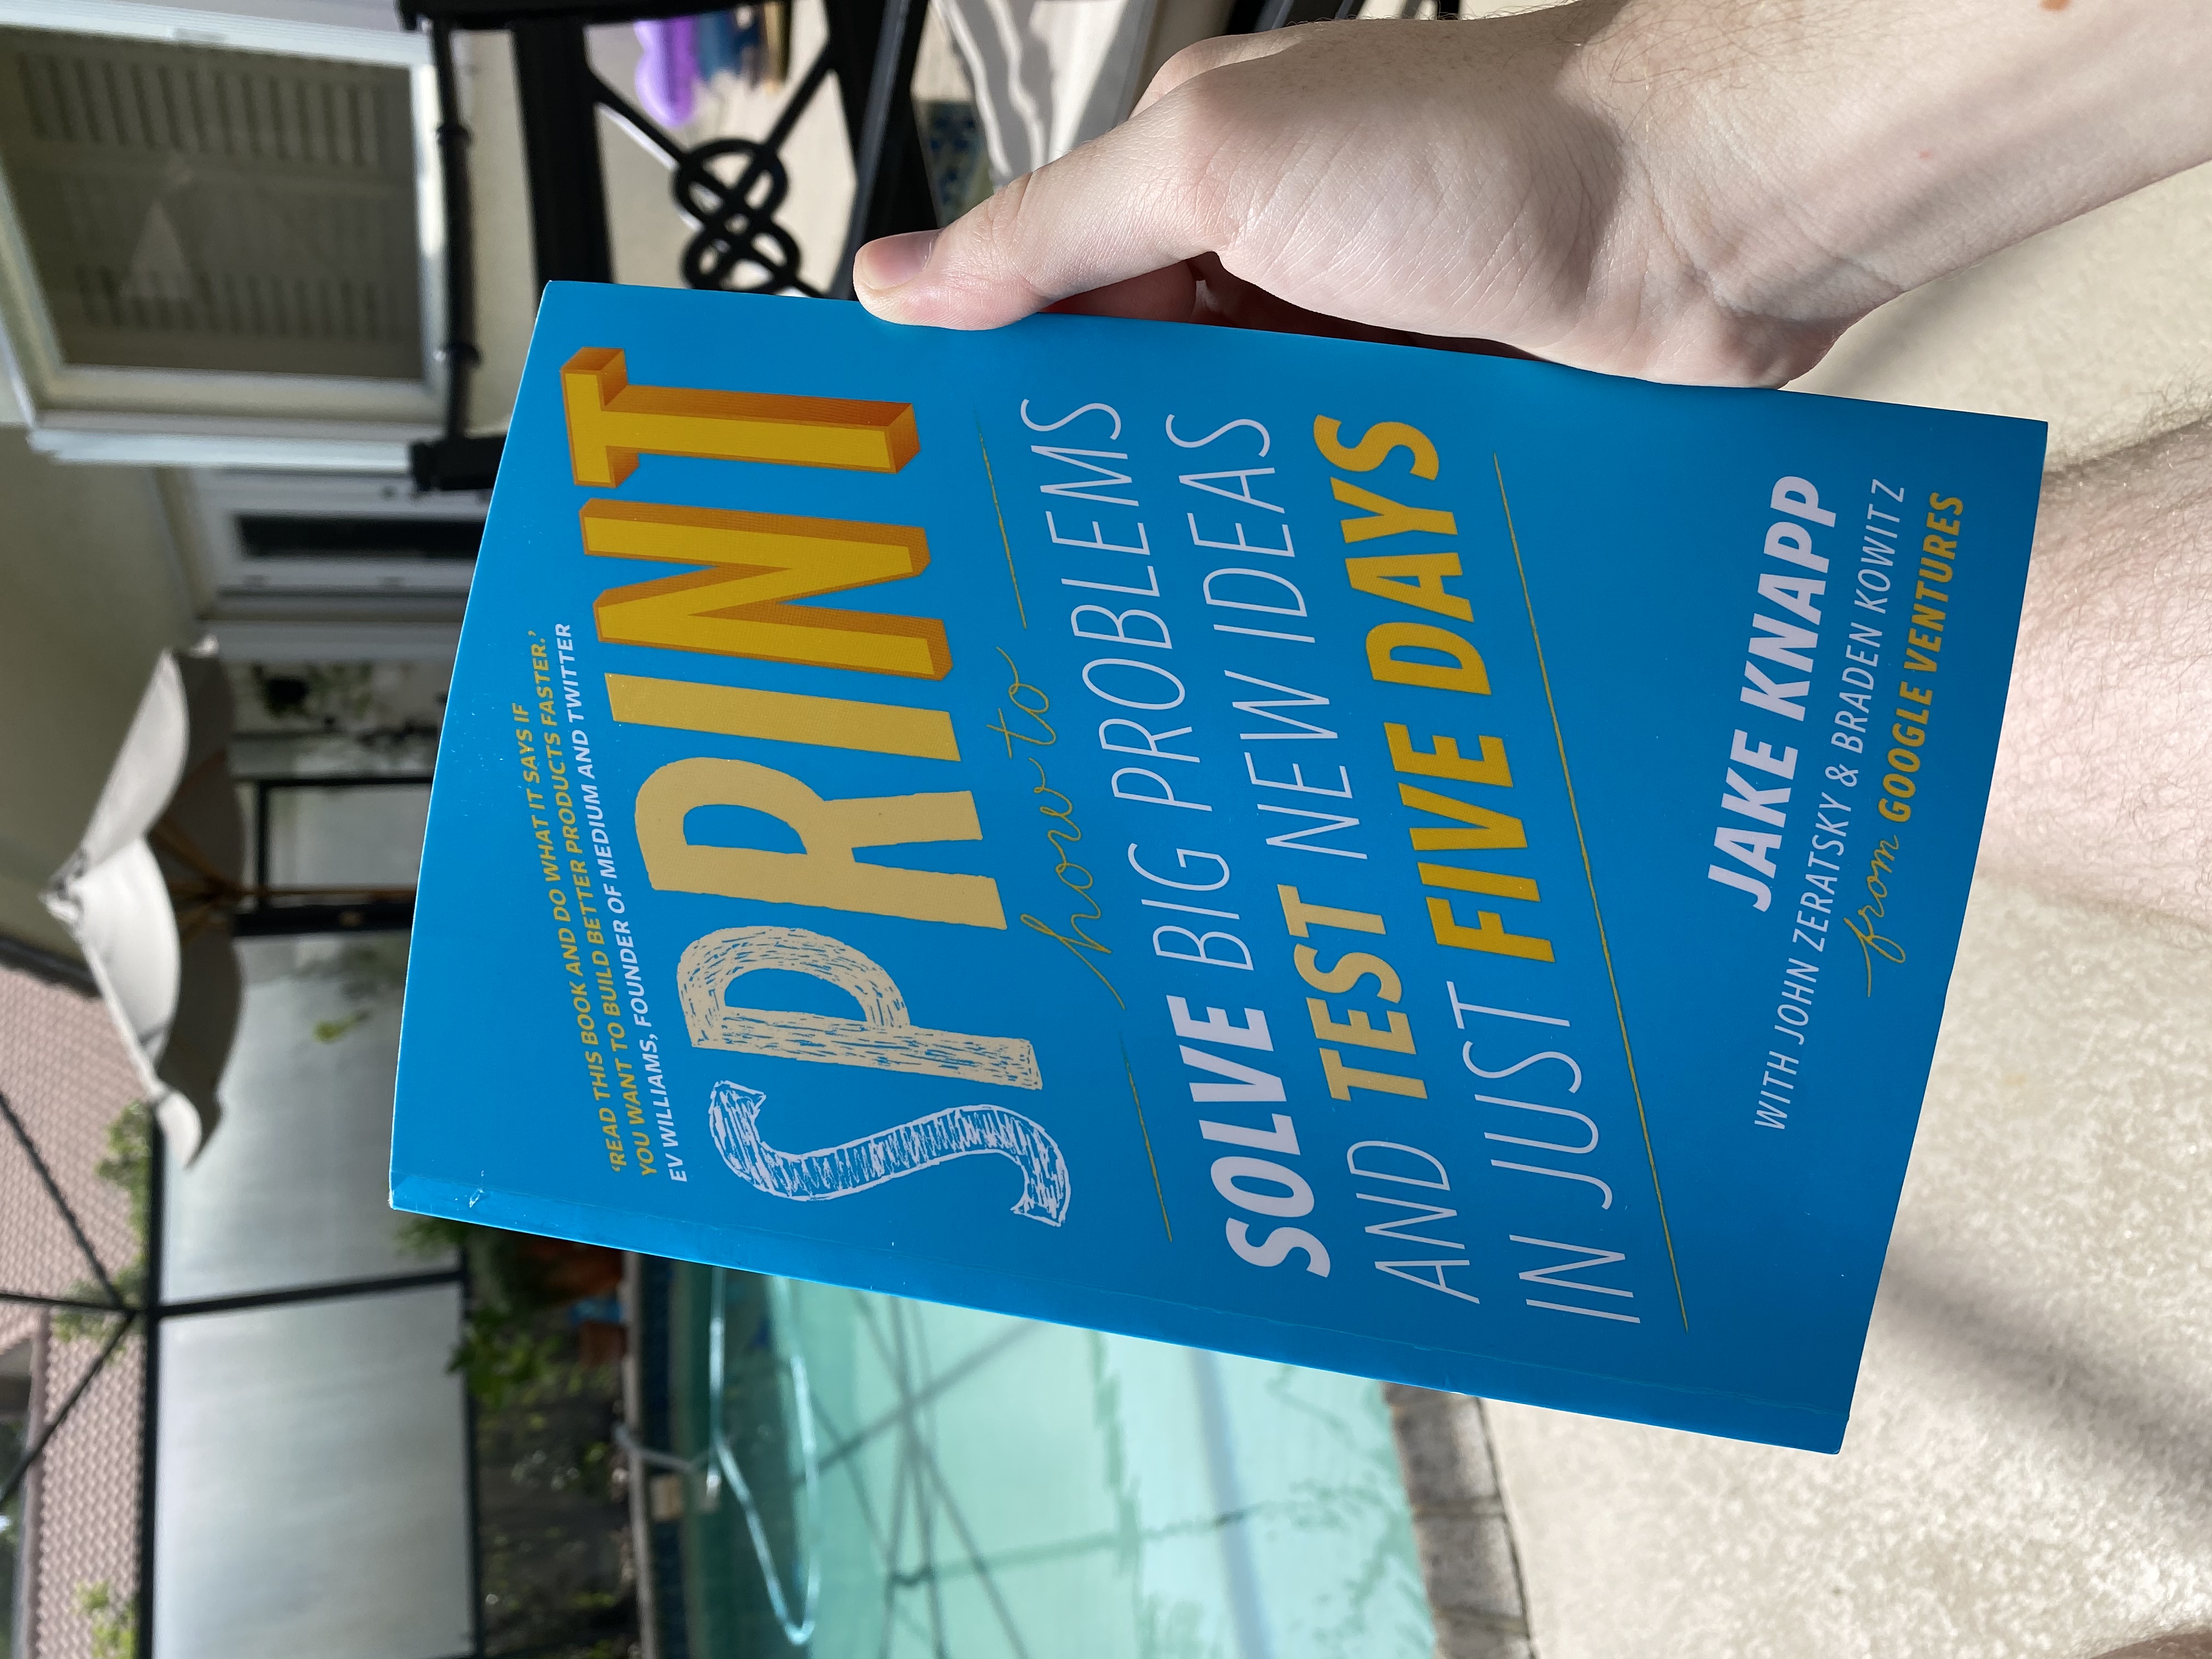 ‘READ THIS BOOK AND DO WHAT IT SAYS IF
YOU WANT TO BUILD BETTER PRODUCTS FASTER.’
EV WILLIAMS, FOUNDER OF MEDIUM AND TWITTER
SPRINT
how to
SOLVE BIG PROBLEMS
AND TEST NEW IDEAS
IN JUST FIVE DAYS
JAKE KNAPP
WITH JOHN ZERATSKY & BRADEN KOWITZ
from GOOGLE VENTURES